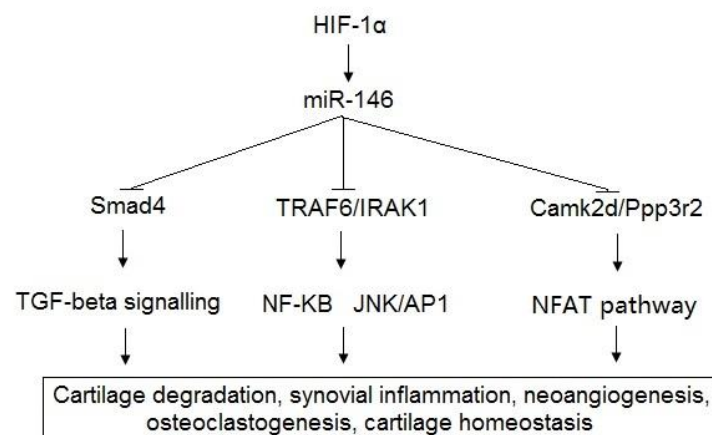 HIF-1α
miR-146
Smad4 TRAF6/IRAK1 Camk2d/Ppp3r2
TGF-beta signalling NF-KB JNK/AP1 NFAT pathway
Cartilage degradation, synovial inflammation, neoangiogenesis,
osteoclastogenesis, cartilage homeostasis